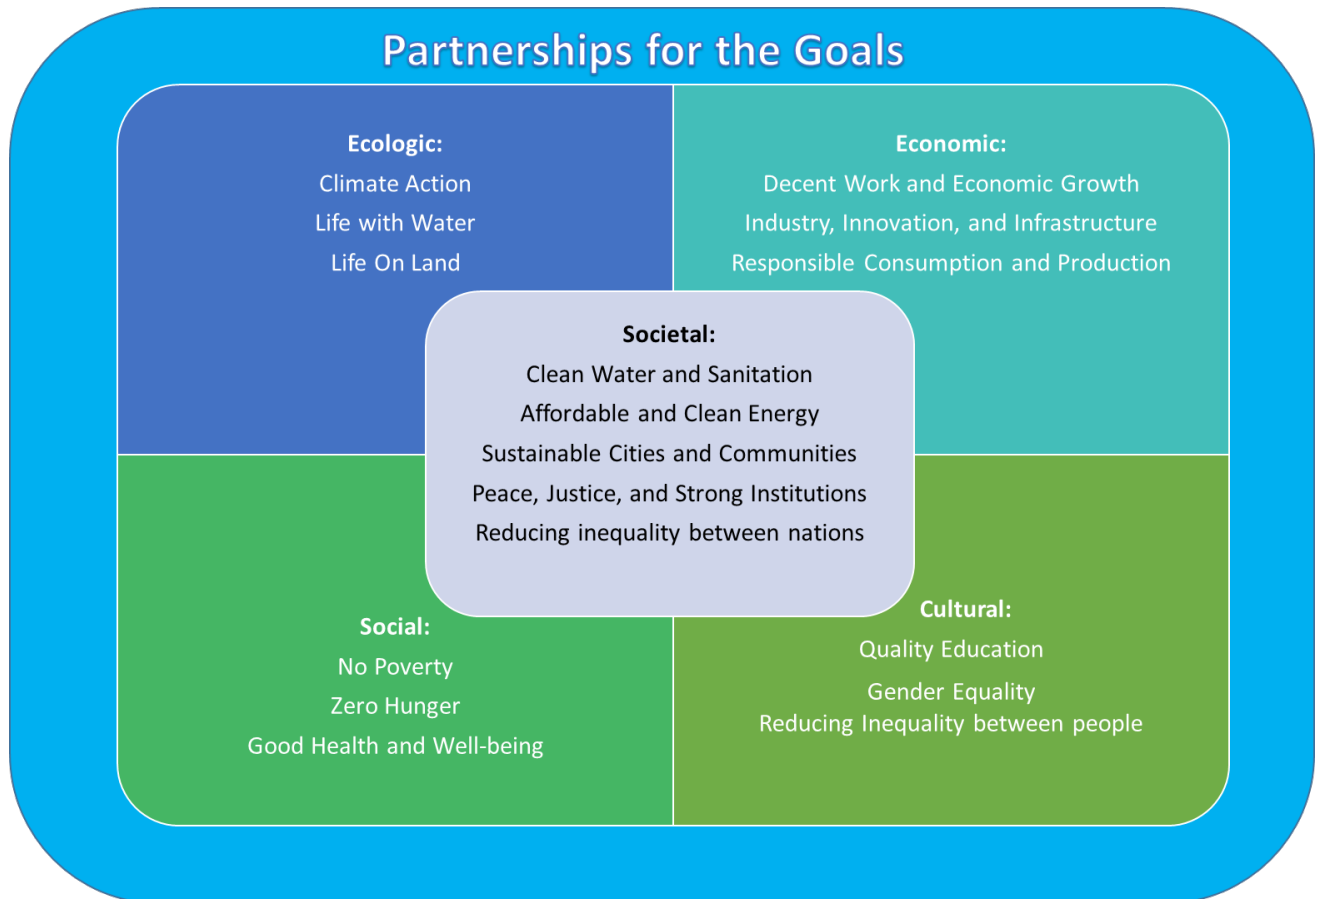 Partnerships for the Goals
Ecologic:
Climate Action
Life with Water
Life On Land
Economic:
Decent Work and Economic Growth
Industry, Innovation, and Infrastructure
Responsible Consumption and Production
Societal:
Clean Water and Sanitation
Affordable and Clean Energy
Sustainable Cities and Communities
Peace, Justice, and Strong Institutions
Reducing inequality between nations
Social:
No Poverty
Zero Hunger
Good Health and Well-being
Cultural:
Quality Education
Gender Equality
Reducing Inequality between people